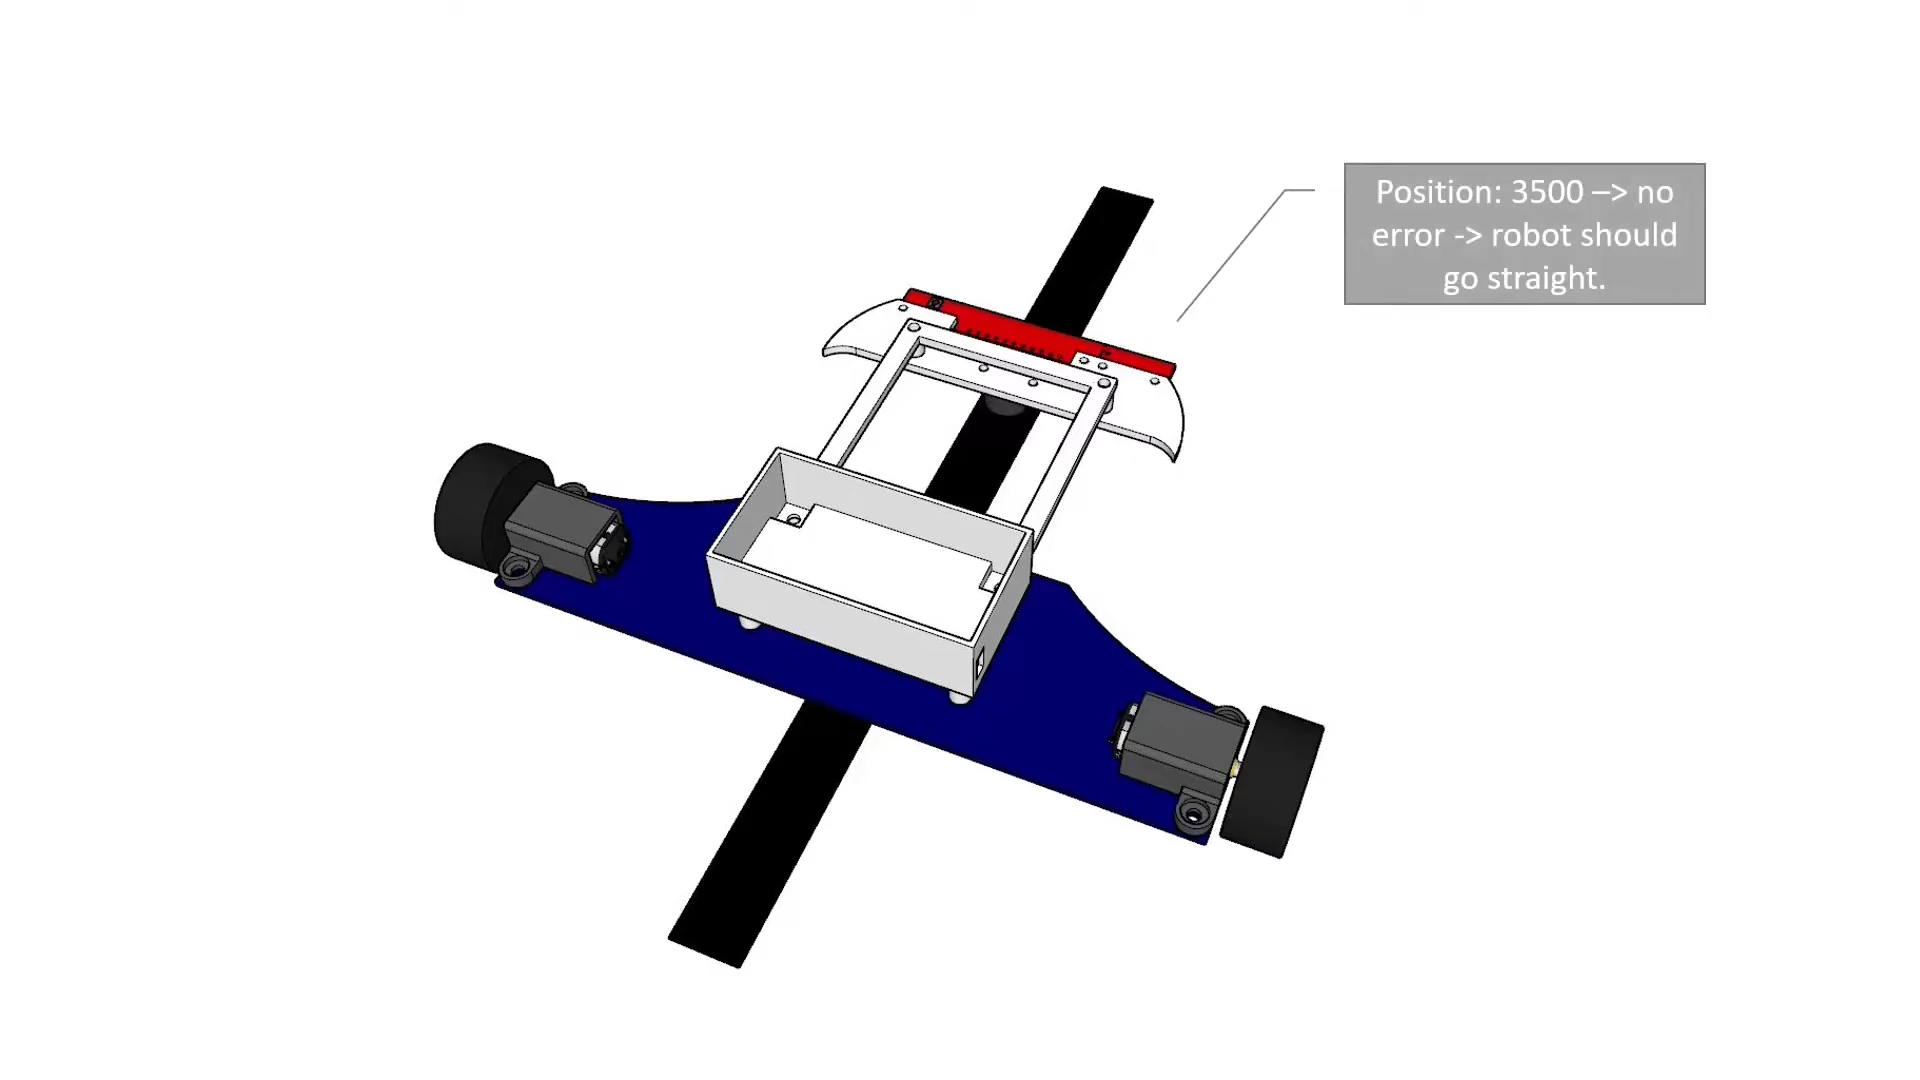 Position: 3500 –> no
error -> robot should
go straight.